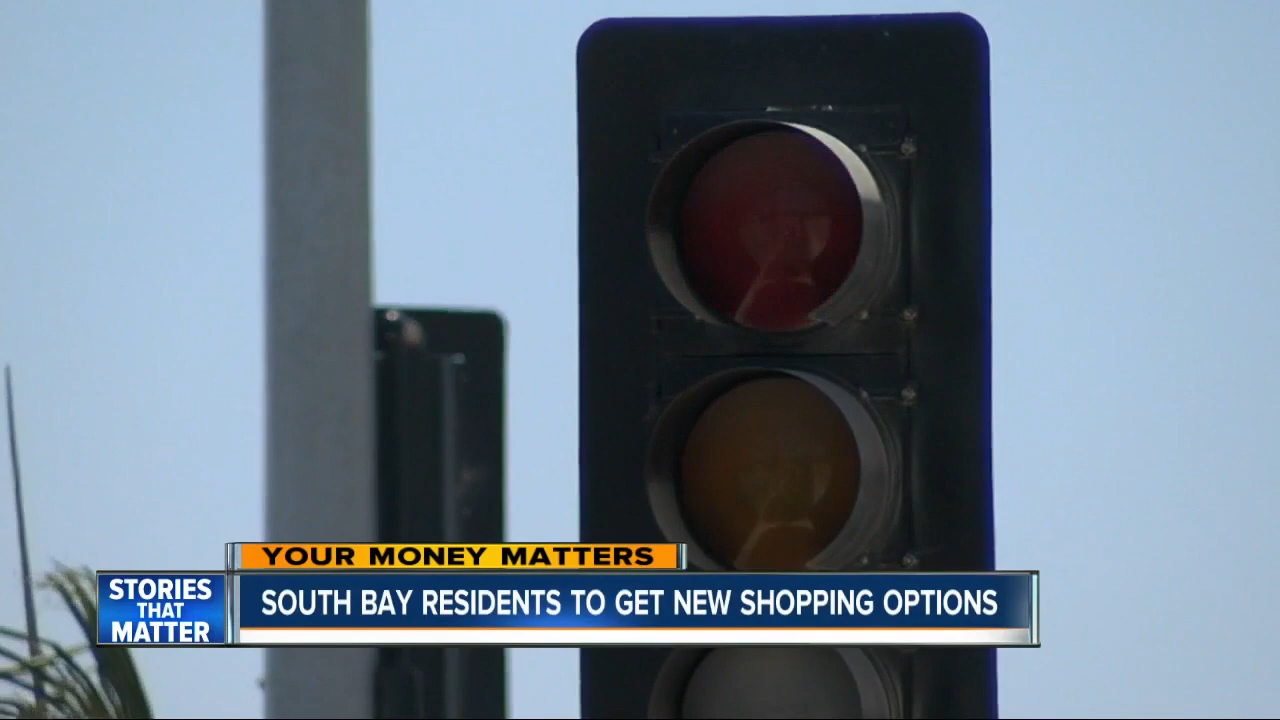 YOUR MONEY MATTERS
STORIES
THAT
MATTER
SOUTH BAY RESIDENTS TO GET NEW SHOPPING OPTIONS